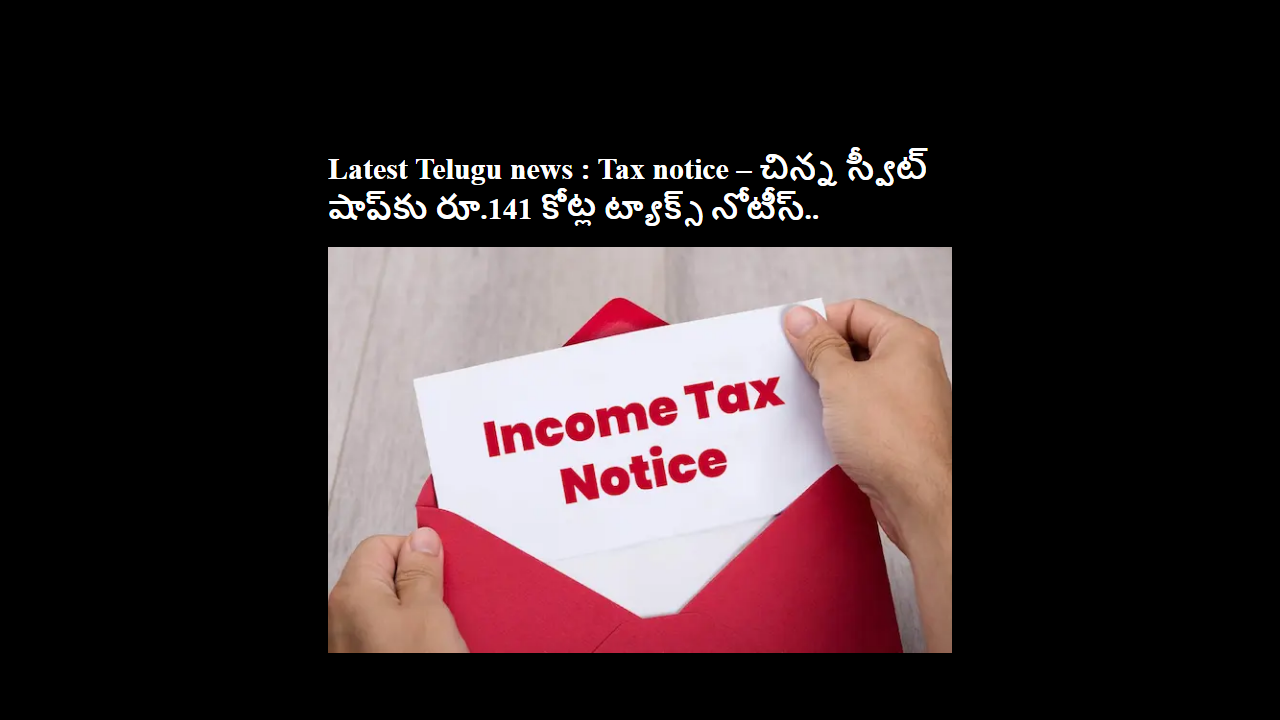 Latest Telugu news : Tax notice – చిన్న స్వీట్
షాప్‌కు రూ.141 కోట్ల ట్యాక్స్ నోటీస్..
Income Tax
Notice